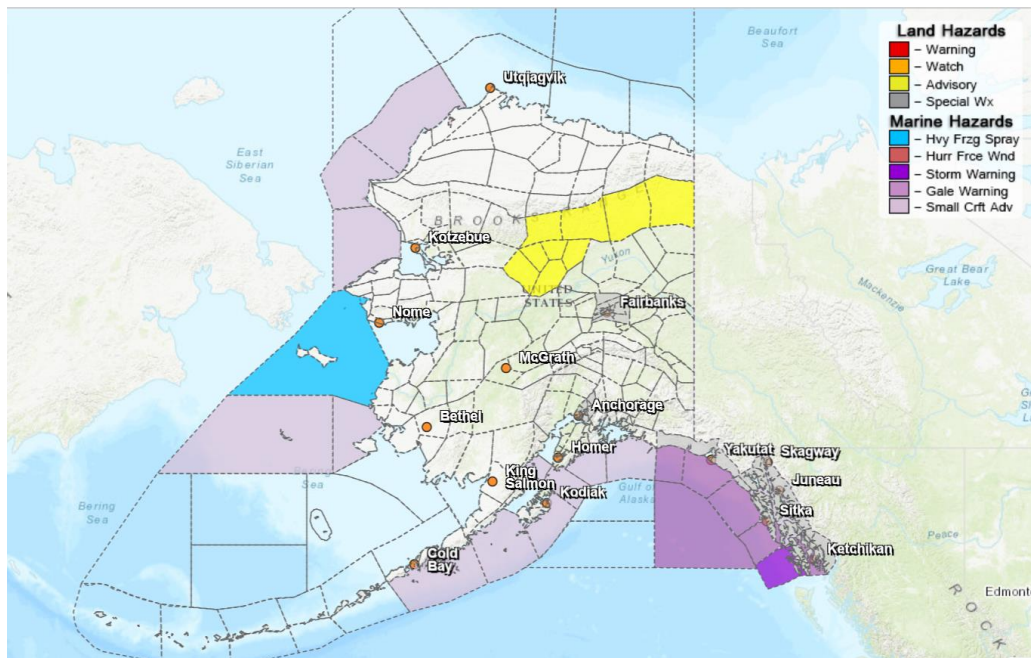 Beaufort
Sea
Land Hazards
– Warning
– Watch
– Advisory
– Special Wx
Marine Hazards
– Hvy Frzg Spray
– Hurr Frce Wnd
– Storm Warning
– Gale Warning
– Small Crft Adv
Utqiagvik
East
Siberian
Sea
BROOKS RANGE
Kotzebue
Yukon
Great Bear
Lake
Mackenzie
UNITED
STATES
Fairbanks
Nome
McGrath
Anchorage
Bethel
Homer
Yakutat
Skagway
King
Salmon
Kodiak
Gulf of
Alaska
Juneau
Sitka
Bering
Sea
Bering
Sea
Cold
Bay
Ketchikan
Peace
Edmont
ROCK